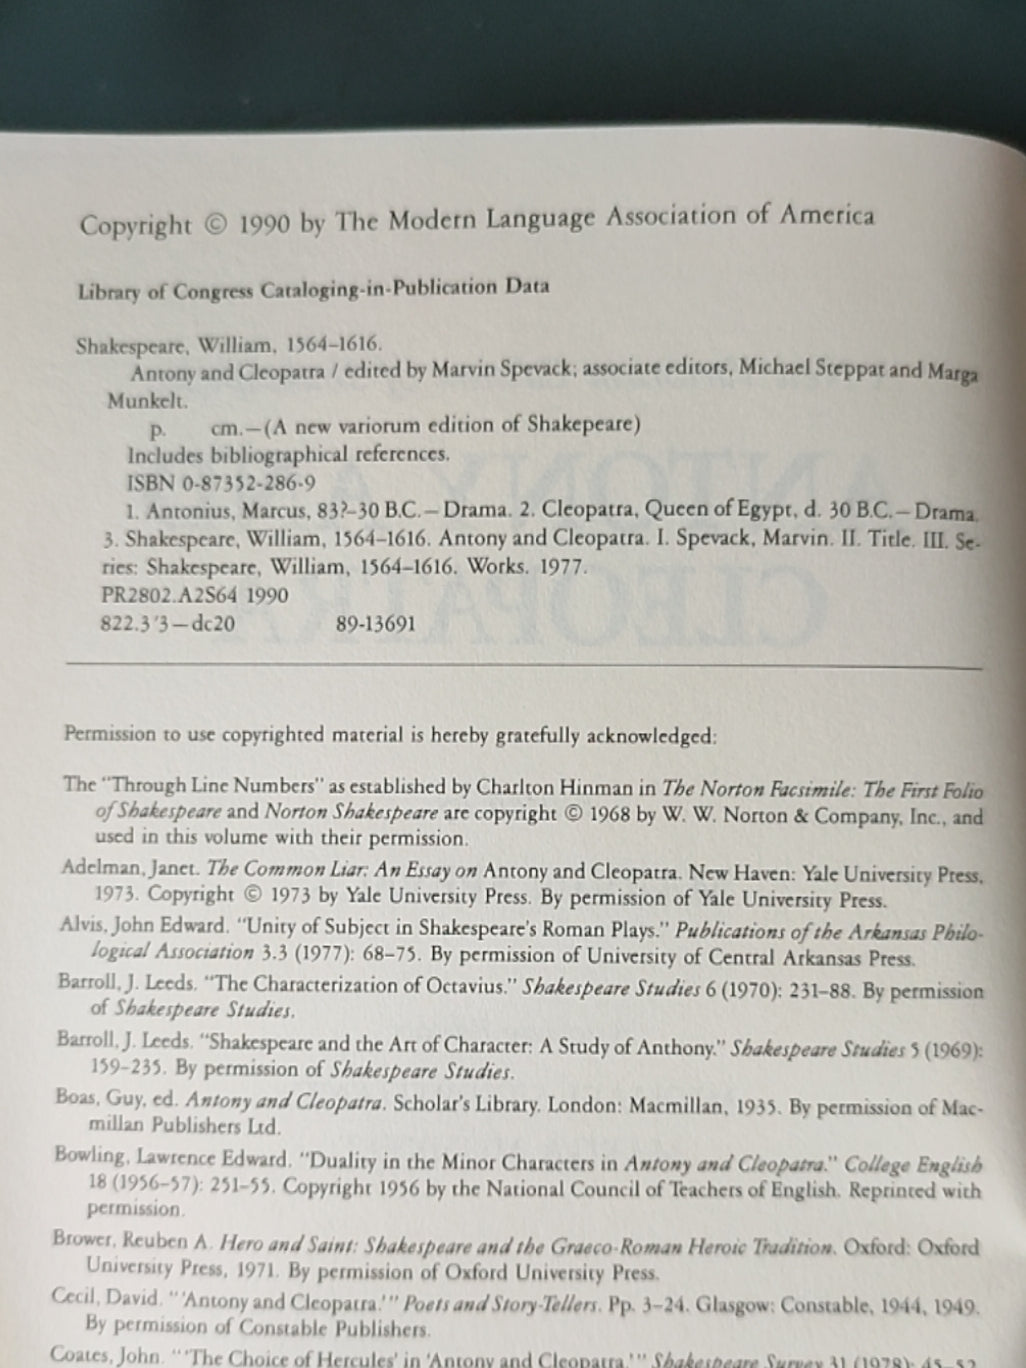 Copyright © 1990 by The Modern Language Association of America
Library of Congress Cataloging-in-Publication Data
Shakespeare, William, 1564–1616.
Antony and Cleopatra / edited by Marvin Spevack; associate editors, Michael Steppat and Marga
Munkelt.
p. cm.—(A new variorum edition of Shakepeare)
Includes bibliographical references.
ISBN 0-87352-286-9
1. Antonius, Marcus, 83?–30 B.C.—Drama. 2. Cleopatra, Queen of Egypt, d. 30 B.C.—Drama.
3. Shakespeare, William, 1564–1616. Antony and Cleopatra. I. Spevack, Marvin. II. Title. III. Se-
ries: Shakespeare, William, 1564–1616. Works. 1977.
PR2802.A2S64 1990
822.3'3—dc20 89-13691
Permission to use copyrighted material is hereby gratefully acknowledged:
The "Through Line Numbers" as established by Charlton Hinman in The Norton Facsimile: The First Folio
of Shakespeare and Norton Shakespeare are copyright © 1968 by W. W. Norton & Company, Inc., and
used in this volume with their permission.
Adelman, Janet. The Common Liar: An Essay on Antony and Cleopatra. New Haven: Yale University Press,
1973. Copyright © 1973 by Yale University Press. By permission of Yale University Press.
Alvis, John Edward. "Unity of Subject in Shakespeare's Roman Plays." Publications of the Arkansas Philo-
logical Association 3.3 (1977): 68–75. By permission of University of Central Arkansas Press.
Barroll, J. Leeds. "The Characterization of Octavius." Shakespeare Studies 6 (1970): 231–88. By permission
of Shakespeare Studies.
Barroll, J. Leeds. "Shakespeare and the Art of Character: A Study of Anthony." Shakespeare Studies 5 (1969):
159–235. By permission of Shakespeare Studies.
Boas, Guy, ed. Antony and Cleopatra. Scholar's Library. London: Macmillan, 1935. By permission of Mac-
millan Publishers Ltd.
Bowling, Lawrence Edward. "Duality in the Minor Characters in Antony and Cleopatra." College English
18 (1956–57): 251–55. Copyright 1956 by the National Council of Teachers of English. Reprinted with
permission.
Brower, Reuben A. Hero and Saint: Shakespeare and the Graeco-Roman Heroic Tradition. Oxford: Oxford
University Press, 1971. By permission of Oxford University Press.
Cecil, David. "'Antony and Cleopatra.'" Poets and Story-Tellers. Pp. 3–24. Glasgow: Constable, 1944, 1949.
By permission of Constable Publishers.
Coates, John. "'The Choice of Hercules' in 'Antony and Cleopatra.'" Shakespeare Survey 31 (1978): 45–52.